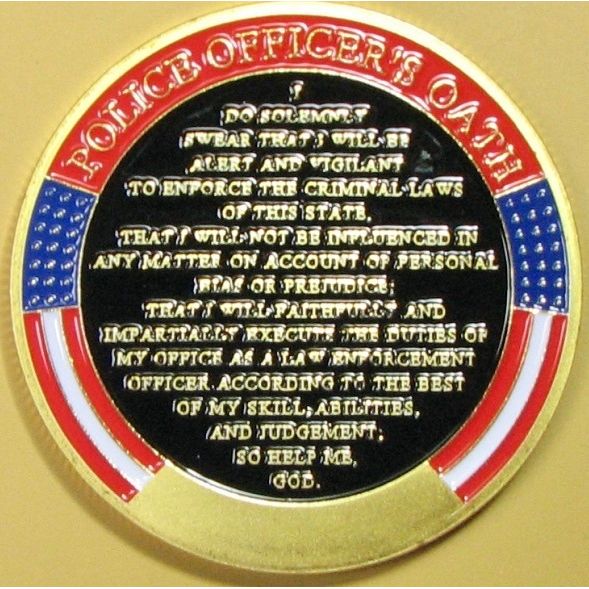 POLICE OFFICER'S OATH
I
DO SOLEMNLY
SWEAR THAT I WILL BE
ALERT AND VIGILANT
TO ENFORCE THE CRIMINAL LAWS
OF THIS STATE,
THAT I WILL NOT BE INFLUENCED IN
ANY MATTER ON ACCOUNT OF PERSONAL
BIAS OR PREJUDICE;
THAT I WILL FAITHFULLY AND
IMPARTIALLY EXECUTE THE DUTIES OF
MY OFFICE AS A LAW ENFORCEMENT
OFFICER ACCORDING TO THE BEST
OF MY SKILL, ABILITIES,
AND JUDGEMENT;
SO HELP ME,
GOD.